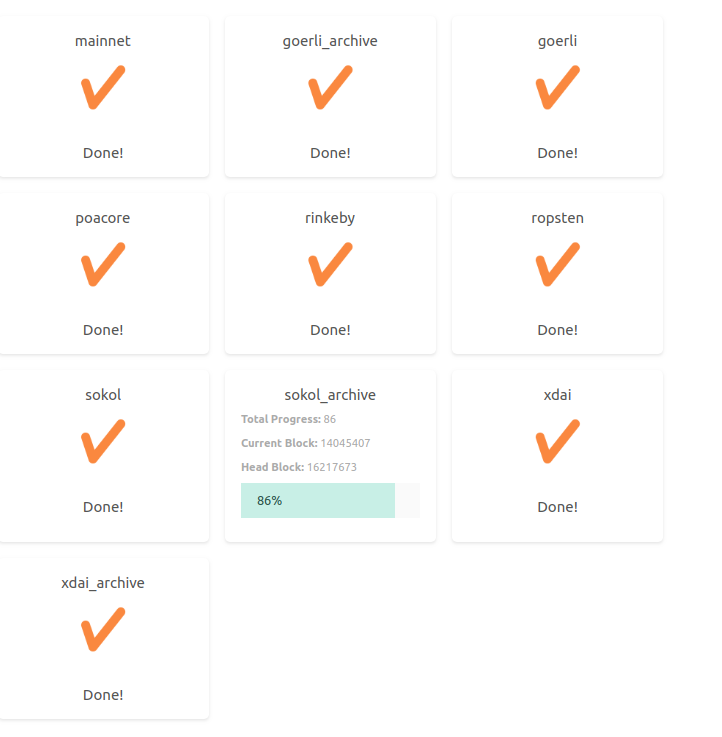 mainnet
Done!
goerli_archive
Done!
goerli
Done!
poacore
Done!
rinkeby
Done!
ropsten
Done!
sokol
Done!
sokol_archive
Total Progress: 86
Current Block: 14045407
Head Block: 16217673
86%
xdai
Done!
xdai_archive
Done!